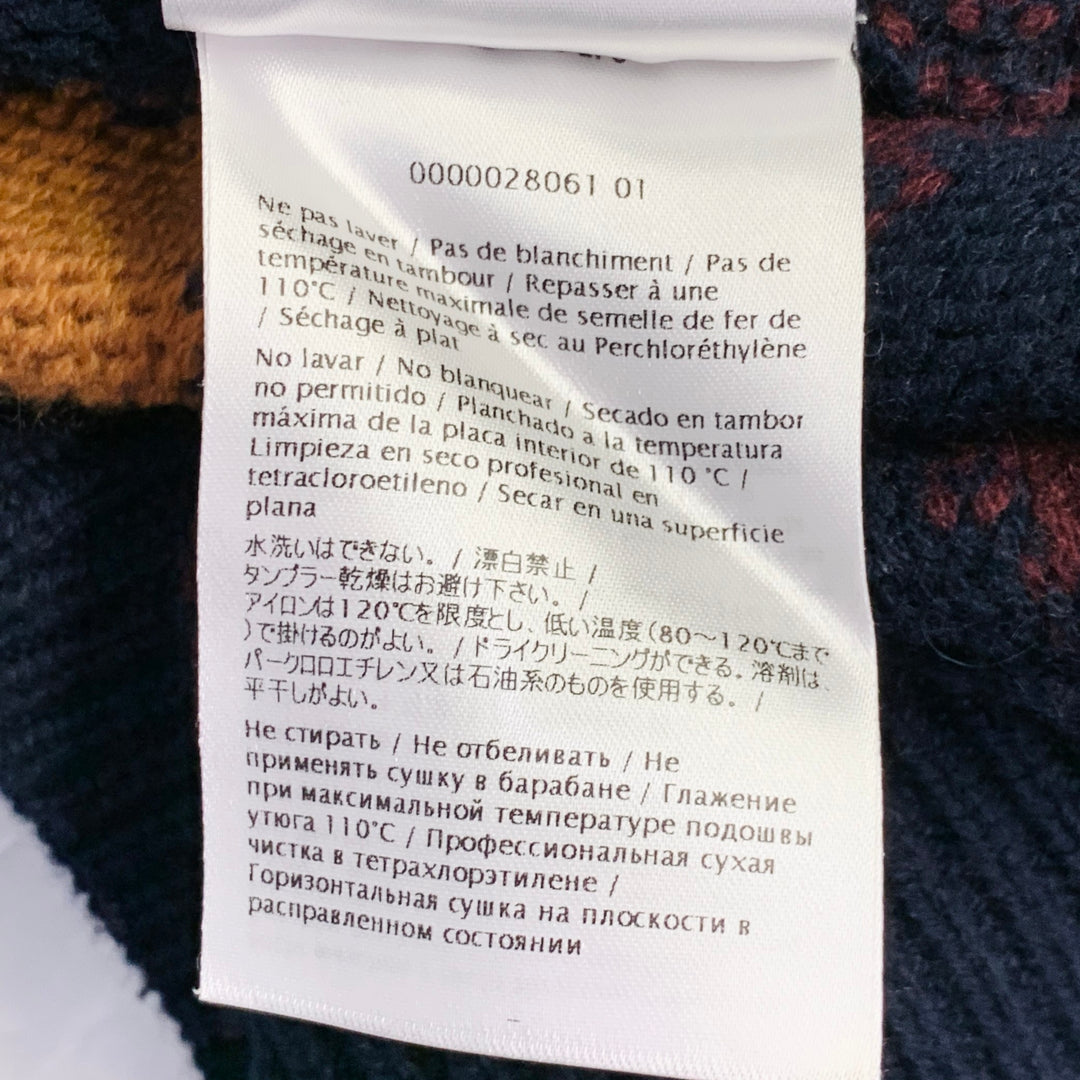 0000028061 01
Ne pas laver / Pas de blanchiment / Pas de
séchage en tambour / Repasser à une
température maximale de semelle de fer de
110°C / Nettoyage à sec au Perchloréthylène
/ Séchage à plat
No lavar / No blanquear / Secado en tambor
no permitido / Planchado a la temperatura
máxima de la placa interior de 110 °C /
Limpieza en seco profesional en
tetracloroetileno / Secar en una superficie
plana
水洗いはできない。 / 漂白禁止 /
タンブラー乾燥はお避け下さい。 /
アイロンは120℃を限度とし、低い温度(80〜120℃まで
)で掛けるのがよい。 / ドライクリーニングができる。溶剤は、
パークロロエチレン又は石油系のものを使用する。 /
平干しがよい。
Не стирать / Не отбеливать / Не
применять сушку в барабане / Глажение
при максимальной температуре подошвы
утюга 110°C / Профессиональная сухая
чистка в тетрахлорэтилене /
Горизонтальная сушка на плоскости в
расправленном состоянии